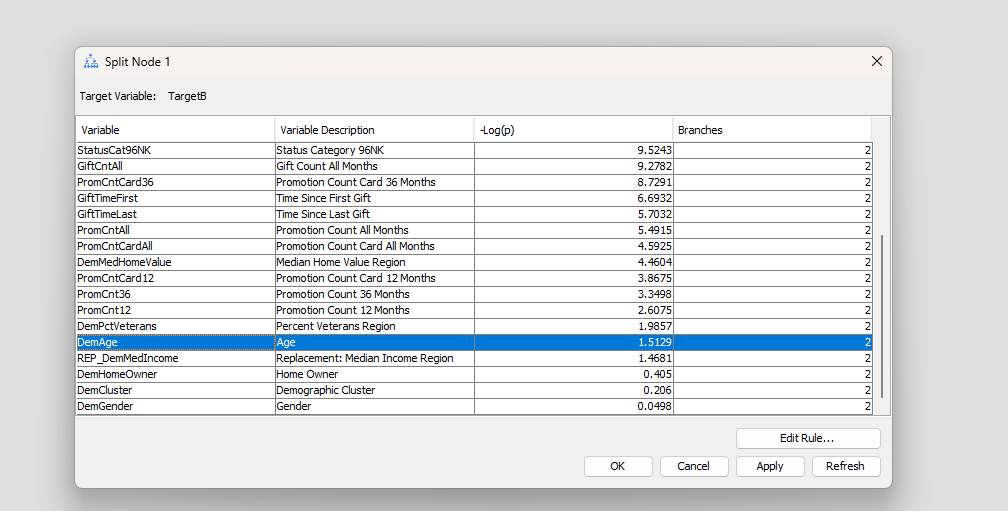 Split Node 1
Target Variable: TargetB
Variable Variable Description -Log(p) Branches
StatusCat96NK Status Category 96NK 9.5243 2
GiftCntAll Gift Count All Months 9.2782 2
PromCntCard36 Promotion Count Card 36 Months 8.7291 2
GiftTimeFirst Time Since First Gift 6.6932 2
GiftTimeLast Time Since Last Gift 5.7032 2
PromCntAll Promotion Count All Months 5.4915 2
PromCntCardAll Promotion Count Card All Months 4.5925 2
DemMedHomeValue Median Home Value Region 4.4604 2
PromCntCard12 Promotion Count Card 12 Months 3.8675 2
PromCnt36 Promotion Count 36 Months 3.3498 2
PromCnt12 Promotion Count 12 Months 2.6075 2
DemPctVeterans Percent Veterans Region 1.9857 2
DemAge Age 1.5129 2
REP_DemMedIncome Replacement: Median Income Region 1.4681 2
DemHomeOwner Home Owner 0.405 2
DemCluster Demographic Cluster 0.206 2
DemGender Gender 0.0498 2
Edit Rule...
OK Cancel Apply Refresh